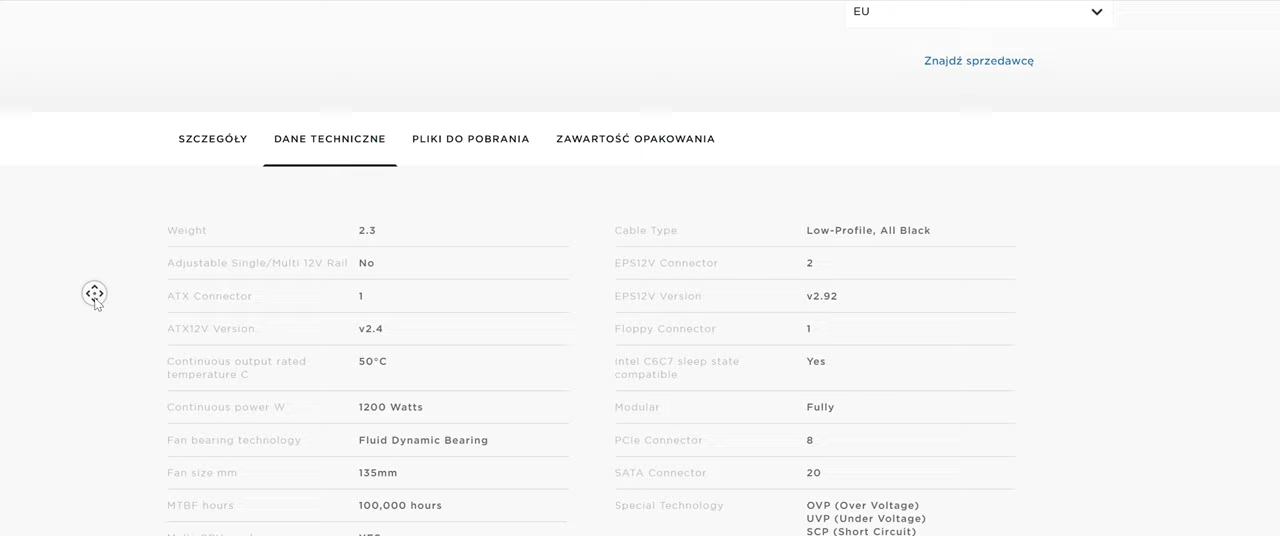 EU
Znajdź sprzedawcę
SZCZEGÓŁY DANE TECHNICZNE PLIKI DO POBRANIA ZAWARTOŚĆ OPAKOWANIA
Weight 2.3
Adjustable Single/Multi 12V Rail No
ATX Connector 1
ATX12V Version v2.4
Continuous output rated
temperature C 50°C
Continuous power W 1200 Watts
Fan bearing technology Fluid Dynamic Bearing
Fan size mm 135mm
MTBF hours 100,000 hours
Cable Type Low-Profile, All Black
EPS12V Connector 2
EPS12V Version v2.92
Floppy Connector 1
Intel C6C7 sleep state
compatible Yes
Modular Fully
PCIe Connector 8
SATA Connector 20
Special Technology OVP (Over Voltage)
UVP (Under Voltage)
SCP (Short Circuit)